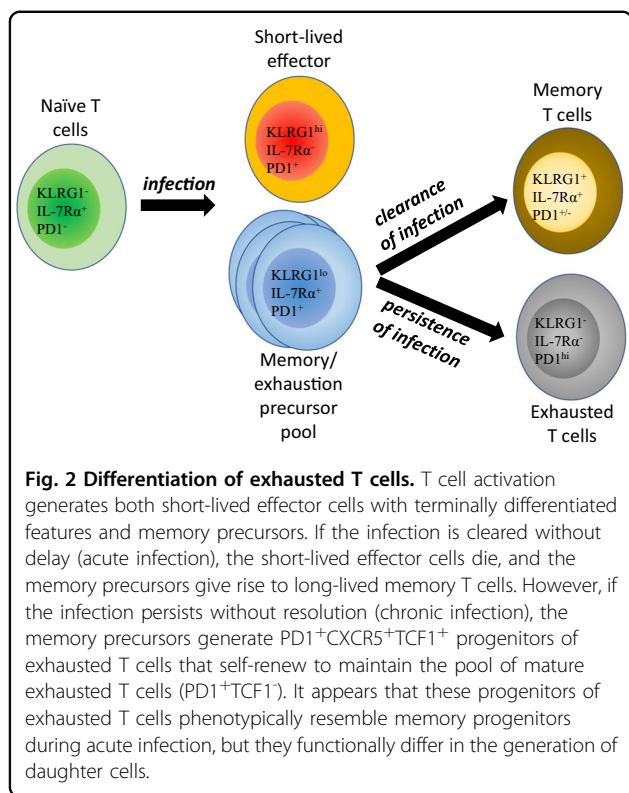 Short-lived
effector
KLRG1hi
IL-7Rα-
PD1+
Naïve T
cells
KLRG1-
IL-7Rα+
PD1-
infection
KLRG1lo
IL-7Rα+
PD1+
Memory/
exhaustion
precursor
pool
clearance
of infection
persistence
of infection
Memory
T cells
KLRG1+
IL-7Rα+
PD1+/-
KLRG1-
IL-7Rα-
PD1hi
Exhausted
T cells
Fig. 2 Differentiation of exhausted T cells. T cell activation
generates both short-lived effector cells with terminally differentiated
features and memory precursors. If the infection is cleared without
delay (acute infection), the short-lived effector cells die, and the
memory precursors give rise to long-lived memory T cells. However, if
the infection persists without resolution (chronic infection), the
memory precursors generate PD1+CXCR5+TCF1+ progenitors of
exhausted T cells that self-renew to maintain the pool of mature
exhausted T cells (PD1+TCF1-). It appears that these progenitors of
exhausted T cells phenotypically resemble memory progenitors
during acute infection, but they functionally differ in the generation of
daughter cells.